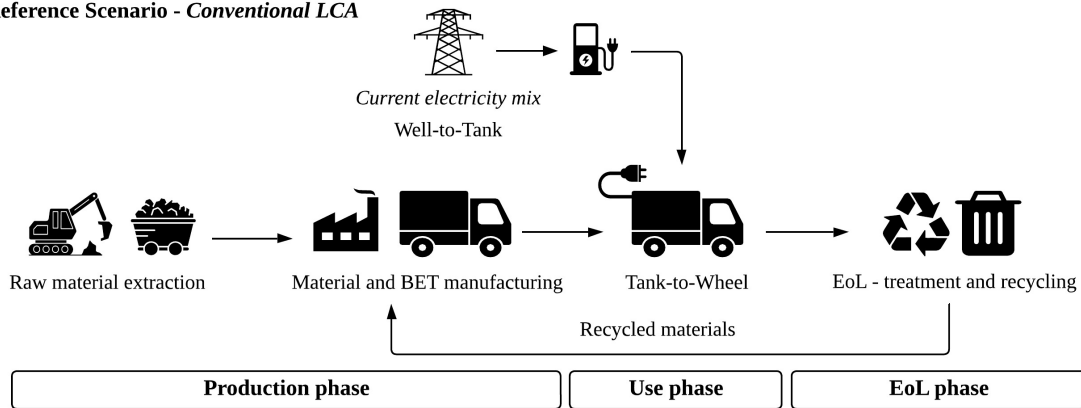 eference Scenario - Conventional LCA
Current electricity mix
Well-to-Tank
Raw material extraction
Material and BET manufacturing
Tank-to-Wheel
EoL - treatment and recycling
Recycled materials
Production phase
Use phase
EoL phase